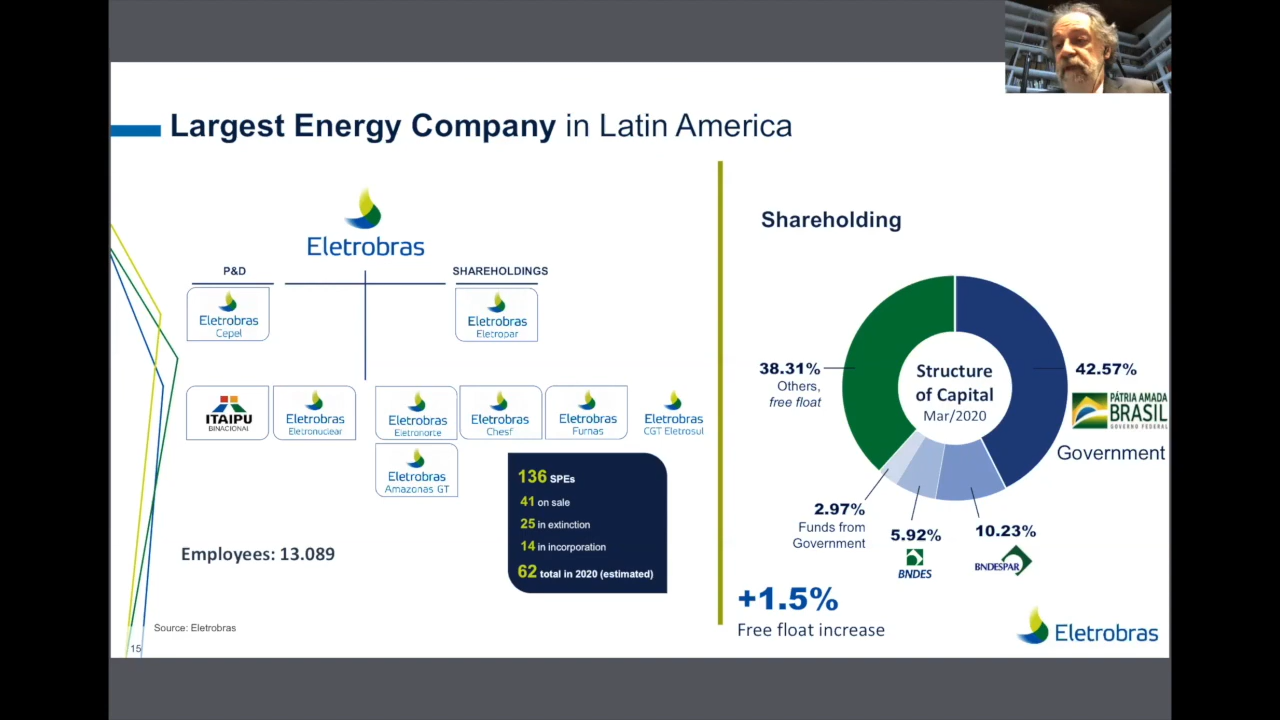 Largest Energy Company in Latin America
Eletrobras
P&D
SHAREHOLDINGS
Eletrobras
Cepel
Eletrobras
Eletropar
ITAIPU
BINACIONAL
Eletrobras
Eletronuclear
Eletrobras
Eletronorte
Eletrobras
Chesf
Eletrobras
Furnas
Eletrobras
CGT Eletrosul
Eletrobras
Amazonas GT
136 SPEs
41 on sale
25 in extinction
14 in incorporation
62 total in 2020 (estimated)
Employees: 13.089
Source: Eletrobras
15
Shareholding
Structure
of Capital
Mar/2020
38.31%
Others,
free float
42.57%
PÁTRIA AMADA
BRASIL
GOVERNO FEDERAL
Government
2.97%
Funds from
Government
5.92%
BNDES
10.23%
BNDESPAR
+1.5%
Free float increase
Eletrobras